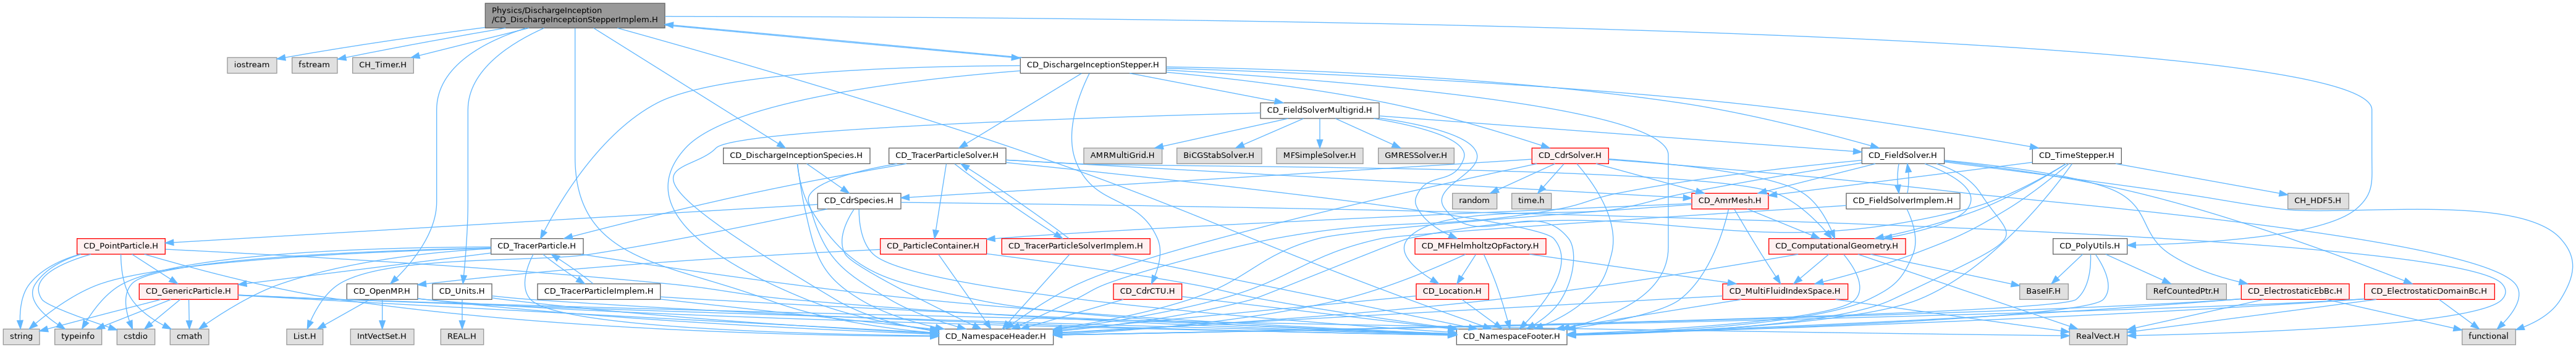 Physics/DischargeInception
/CD_DischargeInceptionStepperImplem.H
iostream
fstream
CH_Timer.H
CD_DischargeInceptionStepper.H
CD_FieldSolverMultigrid.H
CD_DischargeInceptionSpecies.H
CD_TracerParticleSolver.H
AMRMultiGrid.H
BiCGStabSolver.H
MFSimpleSolver.H
GMRESSolver.H
CD_CdrSolver.H
CD_FieldSolver.H
CD_TimeStepper.H
CD_CdrSpecies.H
random
time.h
CD_AmrMesh.H
CD_FieldSolverImplem.H
CH_HDF5.H
CD_PointParticle.H
CD_TracerParticle.H
CD_ParticleContainer.H
CD_TracerParticleSolverImplem.H
CD_MFHelmholtzOpFactory.H
CD_ComputationalGeometry.H
CD_PolyUtils.H
CD_GenericParticle.H
CD_OpenMP.H
CD_Units.H
CD_TracerParticleImplem.H
CD_CdrCTU.H
CD_Location.H
CD_MultiFluidIndexSpace.H
BaseIF.H
RefCountedPtr.H
CD_ElectrostaticEbBc.H
CD_ElectrostaticDomainBc.H
string
typeinfo
cstdio
cmath
List.H
IntVectSet.H
REAL.H
CD_NamespaceHeader.H
CD_NamespaceFooter.H
RealVect.H
functional